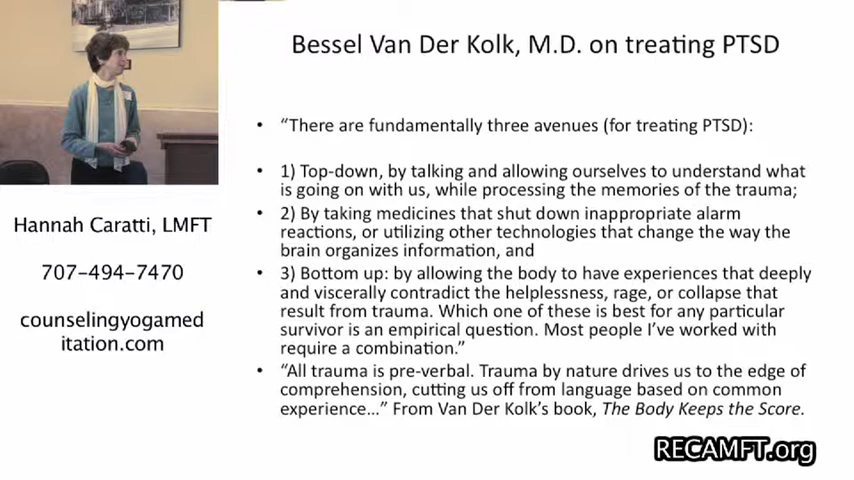 Bessel Van Der Kolk, M.D. on treating PTSD
• “There are fundamentally three avenues (for treating PTSD):
• 1) Top-down, by talking and allowing ourselves to understand what
is going on with us, while processing the memories of the trauma;
• 2) By taking medicines that shut down inappropriate alarm
reactions, or utilizing other technologies that change the way the
brain organizes information, and
• 3) Bottom up: by allowing the body to have experiences that deeply
and viscerally contradict the helplessness, rage, or collapse that
result from trauma. Which one of these is best for any particular
survivor is an empirical question. Most people I’ve worked with
require a combination.”
• “All trauma is pre-verbal. Trauma by nature drives us to the edge of
comprehension, cutting us off from language based on common
experience…” From Van Der Kolk’s book, The Body Keeps the Score.
Hannah Caratti, LMFT
707-494-7470
counselingyogamed
itation.com
RECAMFT.org